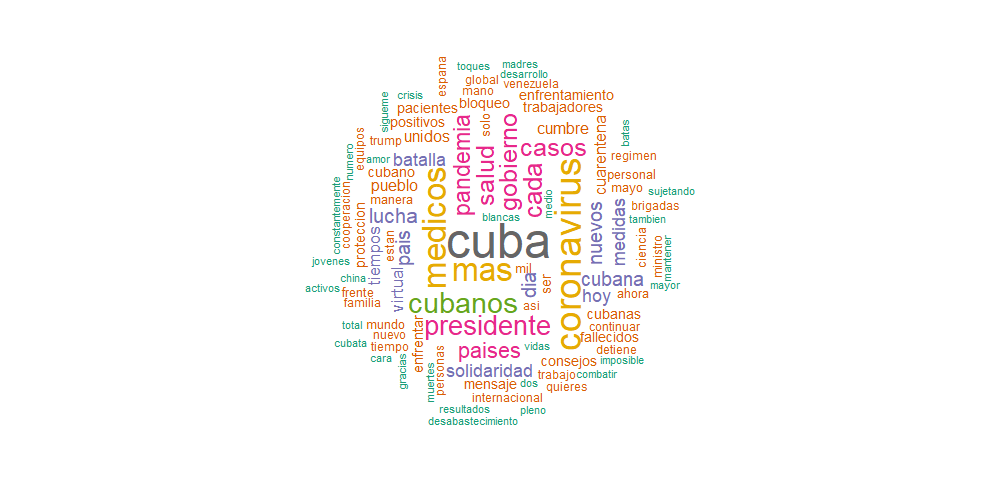 toques
madres
desarrollo
espana
global
venezuela
crisis
mano
enfrentamiento
sigueme
pacientes
bloqueo
trabajadores
positivos
solo
cumbre
batas
trump
unidos
pandemia
salud
gobierno
casos
cuarentena
regimen
equipos
numero
amor
batalla
cubano
medicos
cada
coronavirus
personal
pueblo
mayo
sujetando
constantemente
cooperacion
manera
medio
brigadas
proteccion
lucha
blancas
nuevos
medidas
tambien
tiempos
estan
pais
cuba
ciencia
ministro
mantener
jovenes
mas
mil
dia
ser
cubana
china
virtual
mayor
activos
frente
hoy
ahora
familia
cubanos
asi
cubanas
total
mundo
presidente
continuar
nuevo
fallecidos
cubata
tiempo
enfrentar
paises
vidas
detiene
cara
consejos
imposible
gracias
muertes
personas
solidaridad
trabajo
combatir
mensaje
dos
quieres
internacional
resultados
pleno
desabastecimiento